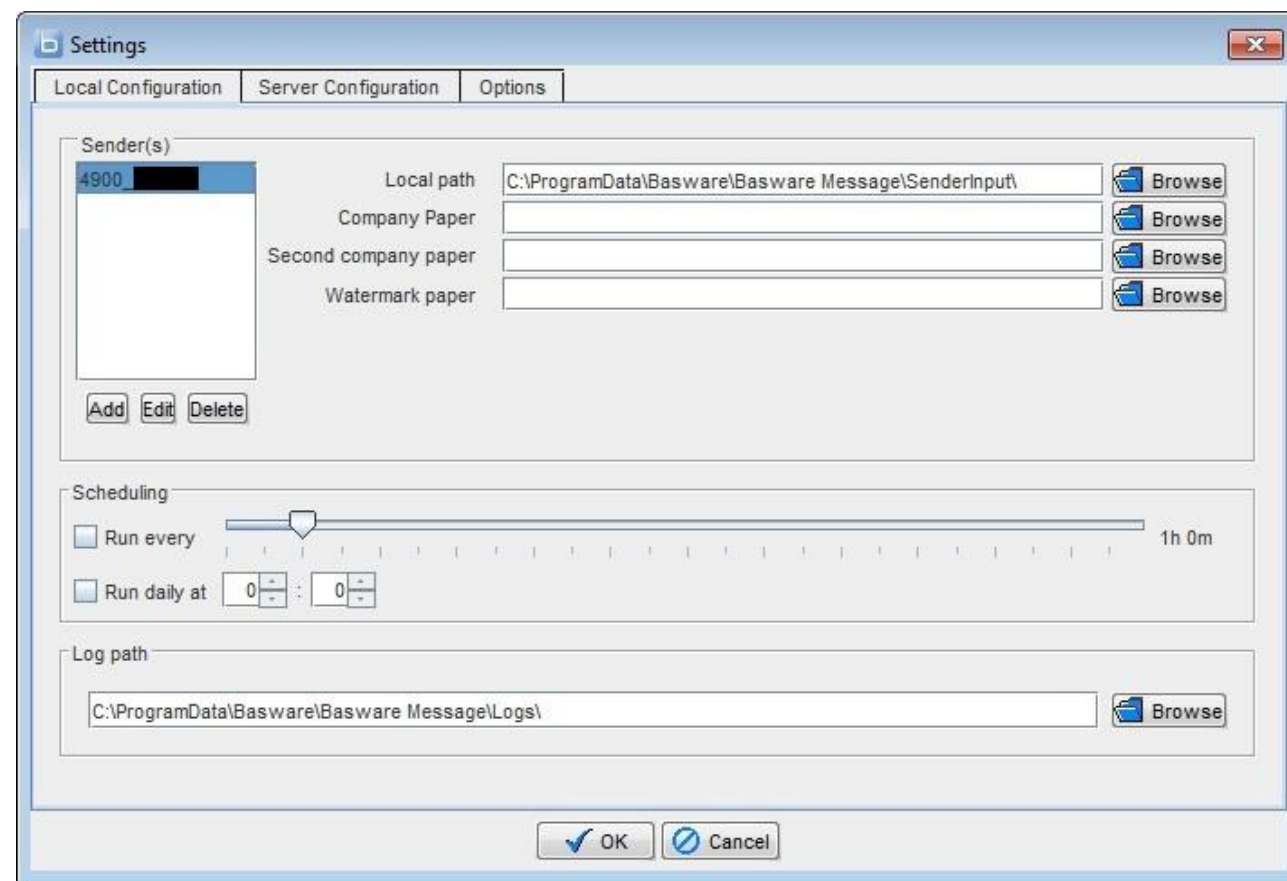 Settings
Local Configuration Server Configuration Options
Sender(s)
4900_
Local path C:\ProgramData\Basware\Basware Message\SenderInput\ Browse
Company Paper Browse
Second company paper Browse
Watermark paper Browse
Add Edit Delete
Scheduling
Run every 1h 0m
Run daily at 0 : 0
Log path
C:\ProgramData\Basware\Basware Message\Logs\ Browse
OK Cancel